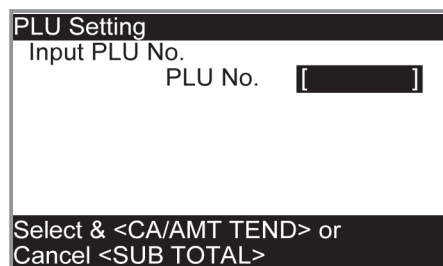 PLU Setting
Input PLU No.
PLU No. [ ]
Select & <CA/AMT TEND> or
Cancel <SUB TOTAL>